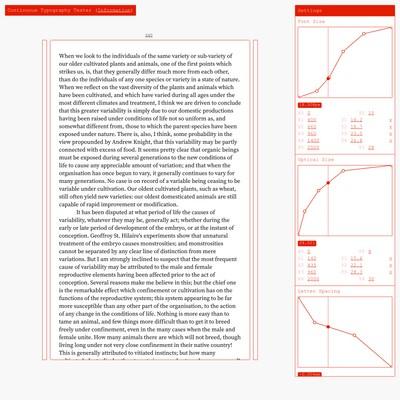 Continuous Typography Tester (Information)
Settings
Font Size
When we look to the individuals of the same variety or sub-variety of
our older cultivated plants and animals, one of the first points which
strikes us, is, that they generally differ much more from each other,
than do the individuals of any one species or variety in a state of nature.
When we reflect on the vast diversity of the plants and animals which
have been cultivated, and which have varied during all ages under the
most different climates and treatment, I think we are driven to conclude
that this greater variability is simply due to our domestic productions
having been raised under conditions of life not so uniform as, and
somewhat different from, those to which the parent-species have been
exposed under nature. There is, also, I think, some probability in the
view propounded by Andrew Knight, that this variability may be partly
connected with excess of food. It seems pretty clear that organic beings
must be exposed during several generations to the new conditions of
life to cause any appreciable amount of variation; and that when the
organisation has once begun to vary, it generally continues to vary for
many generations. No case is on record of a variable being ceasing to be
variable under cultivation. Our oldest cultivated plants, such as wheat,
still often yield new varieties: our oldest domesticated animals are still
capable of rapid improvement or modification.
It has been disputed at what period of life the causes of
variability, whatever they may be, generally act; whether during the
early or late period of development of the embryo, or at the instant of
conception. Geoffroy St. Hilaire's experiments show that unnatural
treatment of the embryo causes monstrosities; and monstrosities
cannot be separated by any clear line of distinction from mere
variations. But I am strongly inclined to suspect that the most frequent
cause of variability may be attributed to the male and female
reproductive elements having been affected prior to the act of
conception. Several reasons make me believe in this; but the chief one
is the remarkable effect which confinement or cultivation has on the
functions of the reproductive system; this system appearing to be far
more susceptible than any other part of the organisation, to the action
of any change in the conditions of life. Nothing is more easy than to
tame an animal, and few things more difficult than to get it to breed
freely under confinement, even in the many cases when the male and
female unite. How many animals there are which will not breed, though
living long under not very close confinement in their native country!
This is generally attributed to vitiated instincts; but how many
Optical Size
Letter Spacing